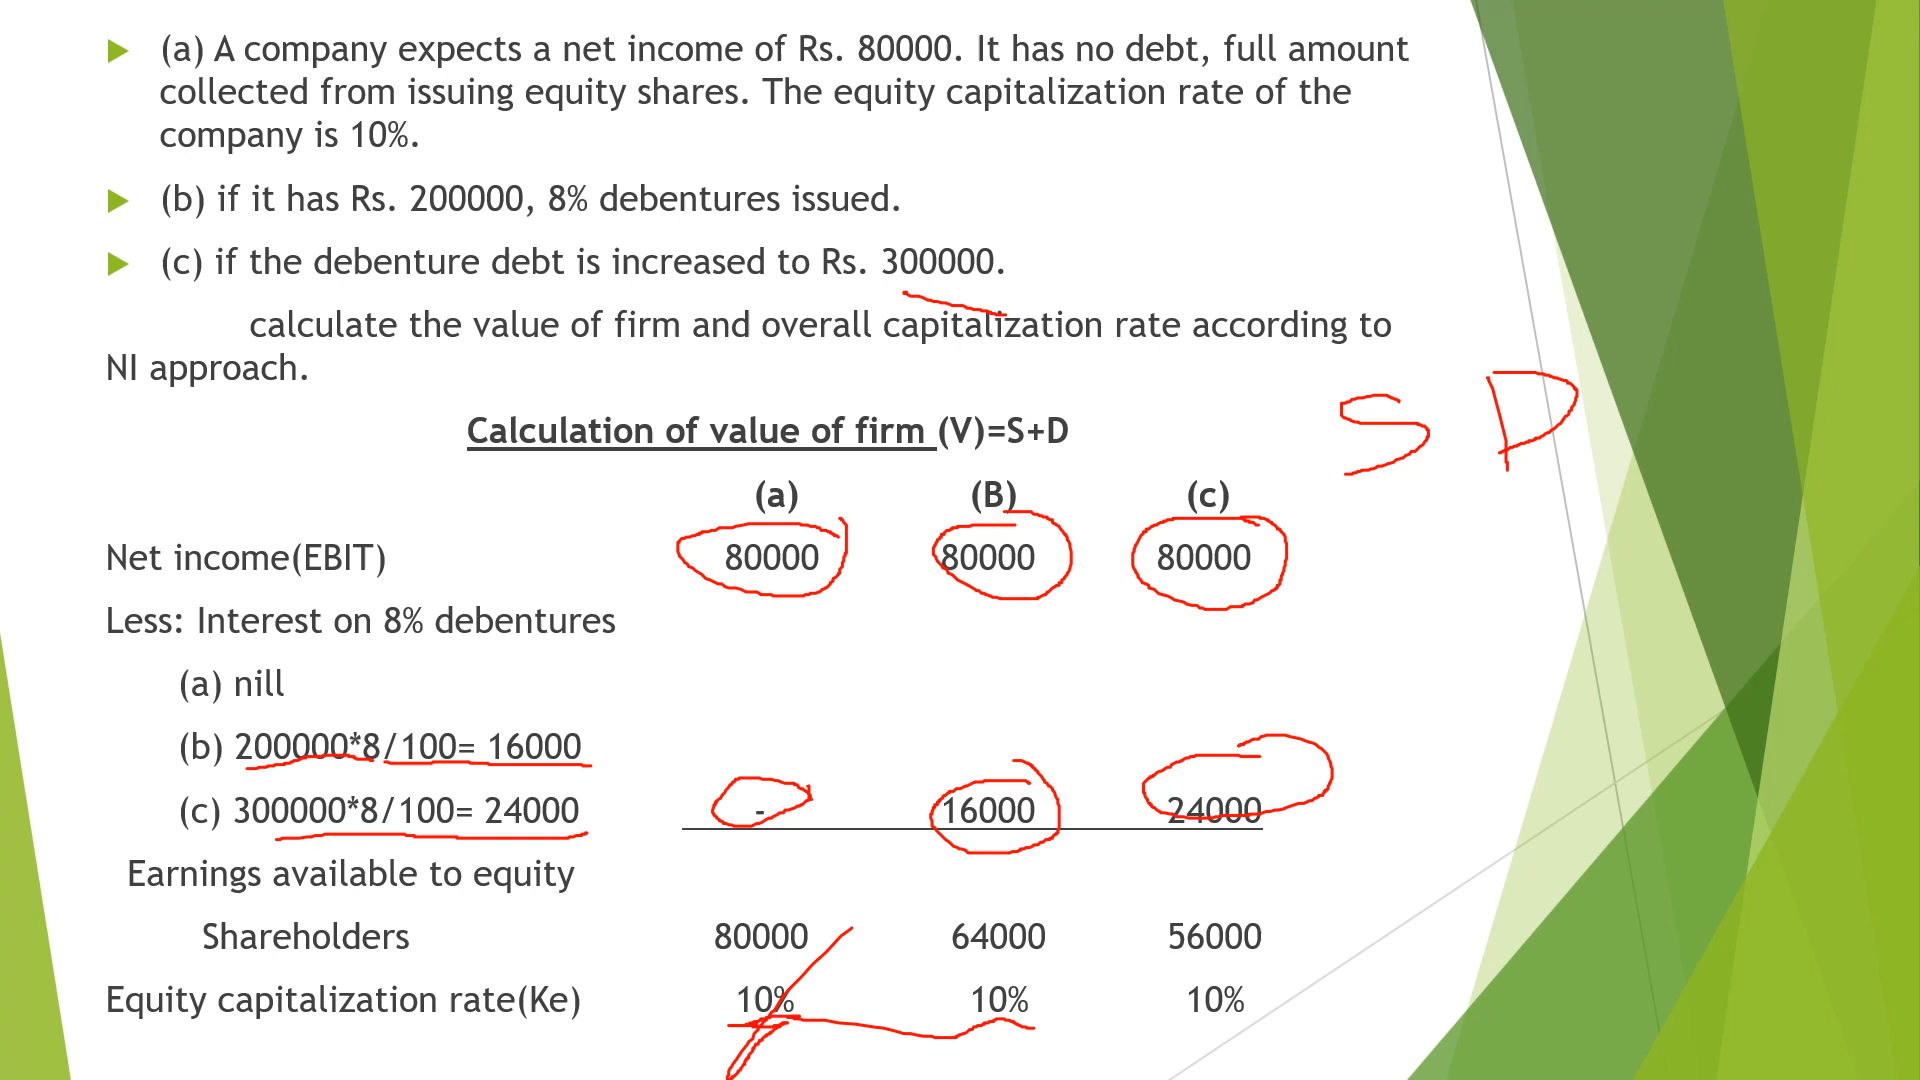 (a) A company expects a net income of Rs. 80000. It has no debt, full amount
collected from issuing equity shares. The equity capitalization rate of the
company is 10%.
(b) if it has Rs. 200000, 8% debentures issued.
(c) if the debenture debt is increased to Rs. 300000.
calculate the value of firm and overall capitalization rate according to
NI approach.
S D
Calculation of value of firm (V)=S+D
(a) (B) (c)
Net income(EBIT) 80000 80000 80000
Less: Interest on 8% debentures
(a) nill
(b) 200000*8/100= 16000
(c) 300000*8/100= 24000 - 16000 24000
Earnings available to equity
Shareholders 80000 64000 56000
Equity capitalization rate(Ke) 10% 10% 10%